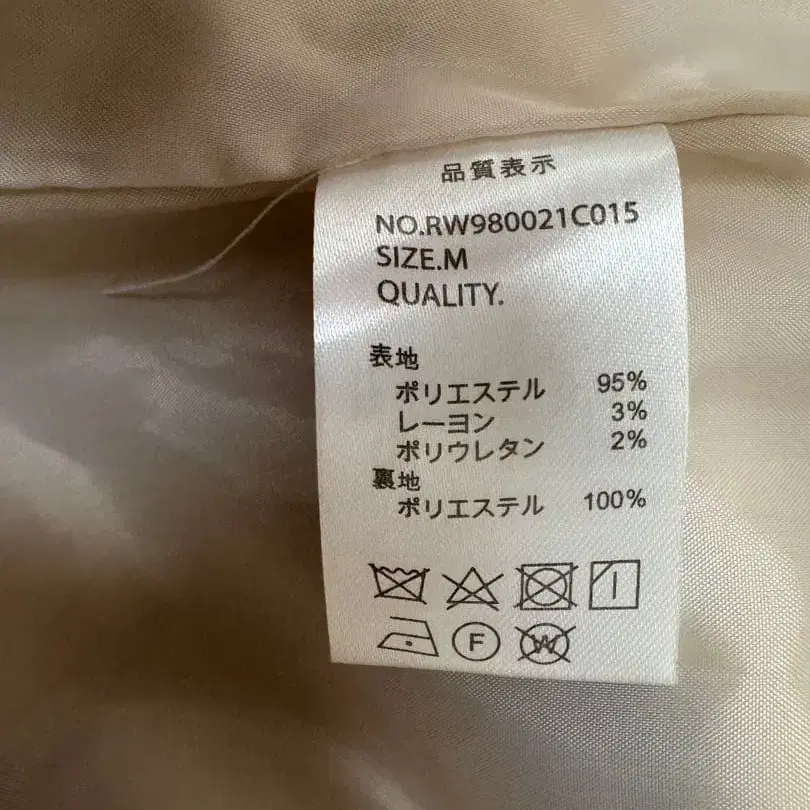 品質表示
NO.RW980021C015
SIZE.M
QUALITY.
表地
ポリエステル 95%
レーヨン 3%
ポリウレタン 2%
裏地
ポリエステル 100%
F W